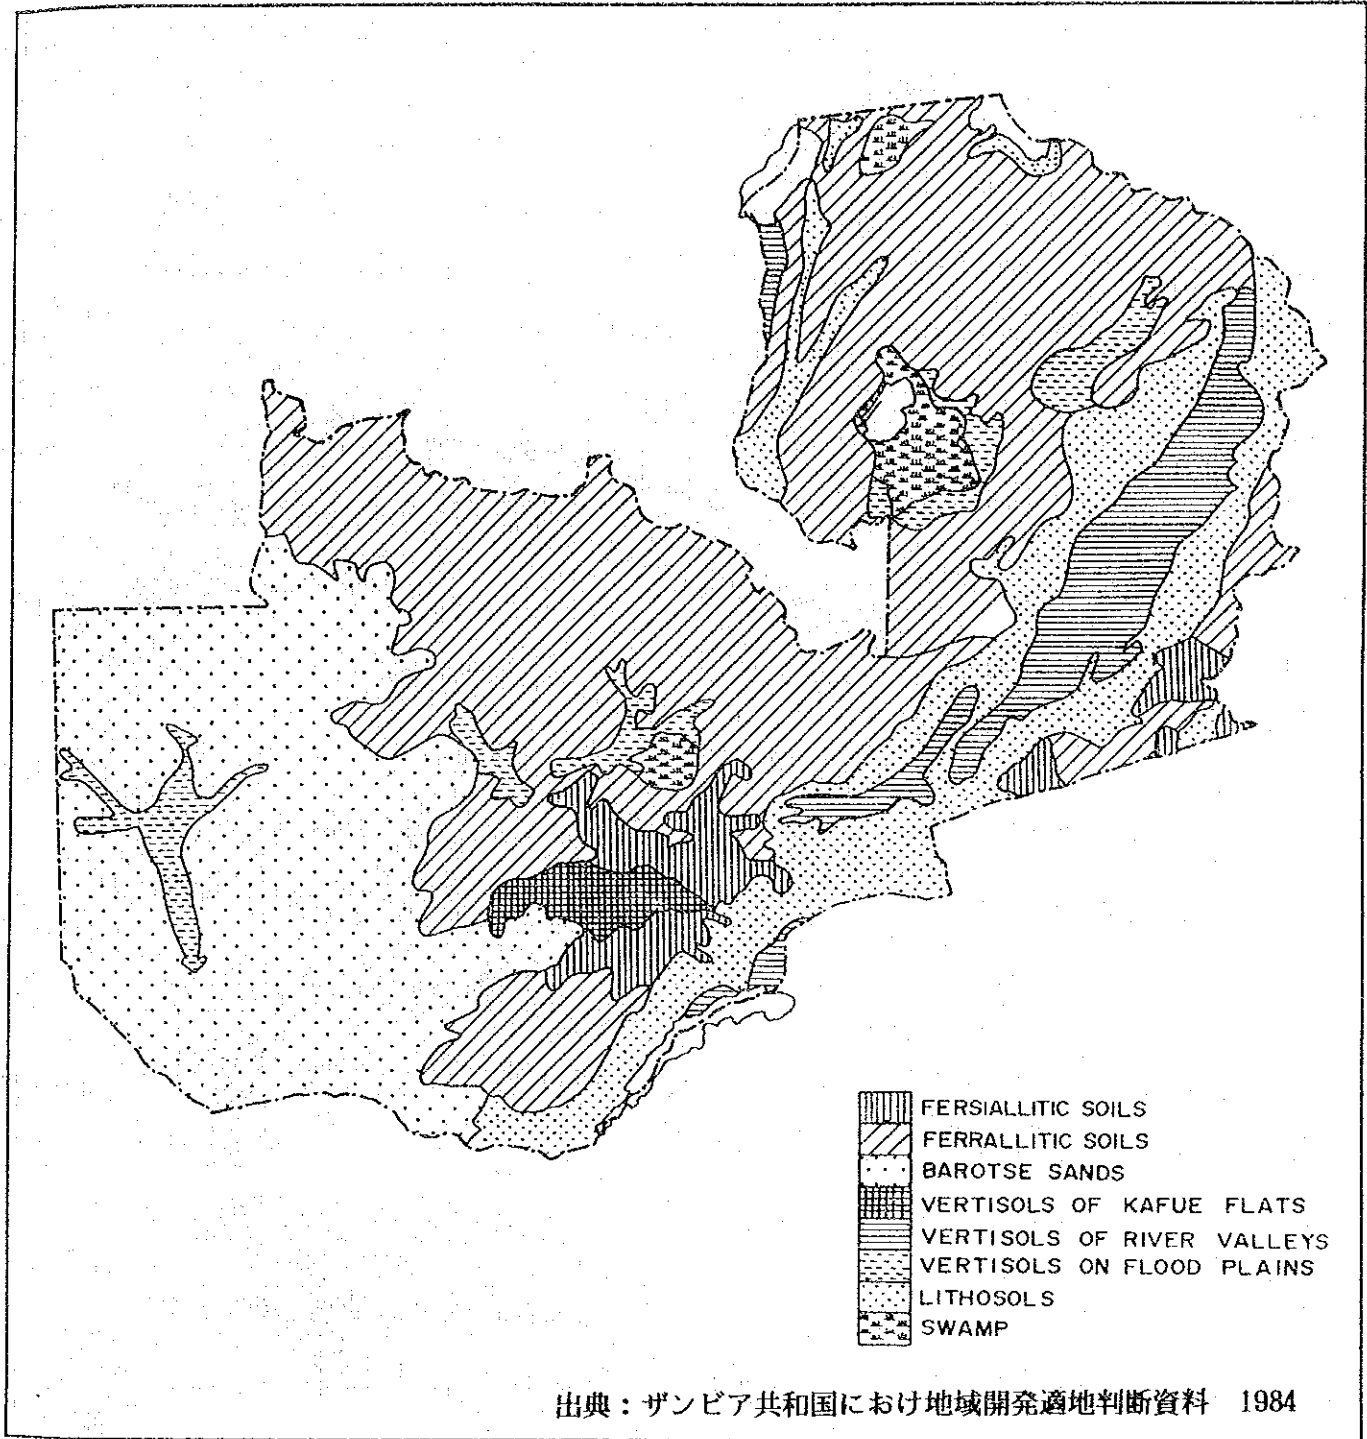 FERSIALLITIC SOILS
FERRALLITIC SOILS
BAROTSE SANDS
VERTISOLS OF KAFUE FLATS
VERTISOLS OF RIVER VALLEYS
VERTISOLS ON FLOOD PLAINS
LITHOSOLS
SWAMP
出典：ザンビア共和国におけ地域開発適地判断資料 1984